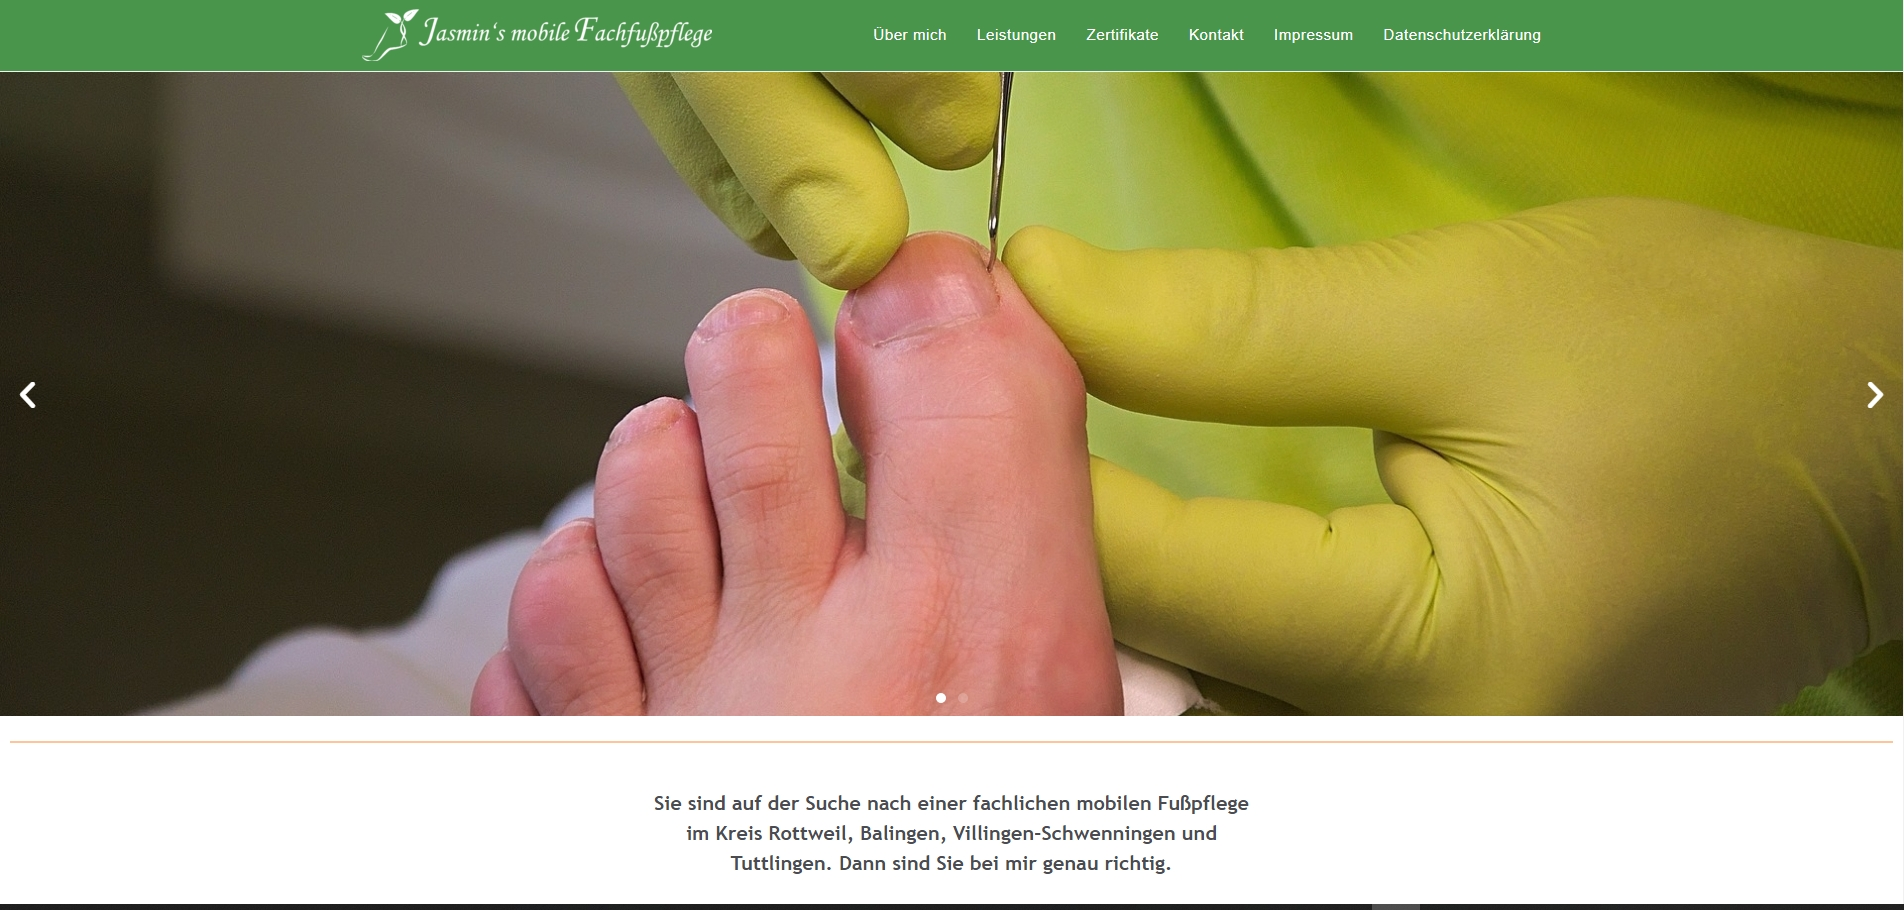 Jasmin's mobile Fachfußpflege
Über mich Leistungen Zertifikate Kontakt Impressum Datenschutzerklärung
Sie sind auf der Suche nach einer fachlichen mobilen Fußpflege
im Kreis Rottweil, Balingen, Villingen-Schwenningen und
Tuttlingen. Dann sind Sie bei mir genau richtig.